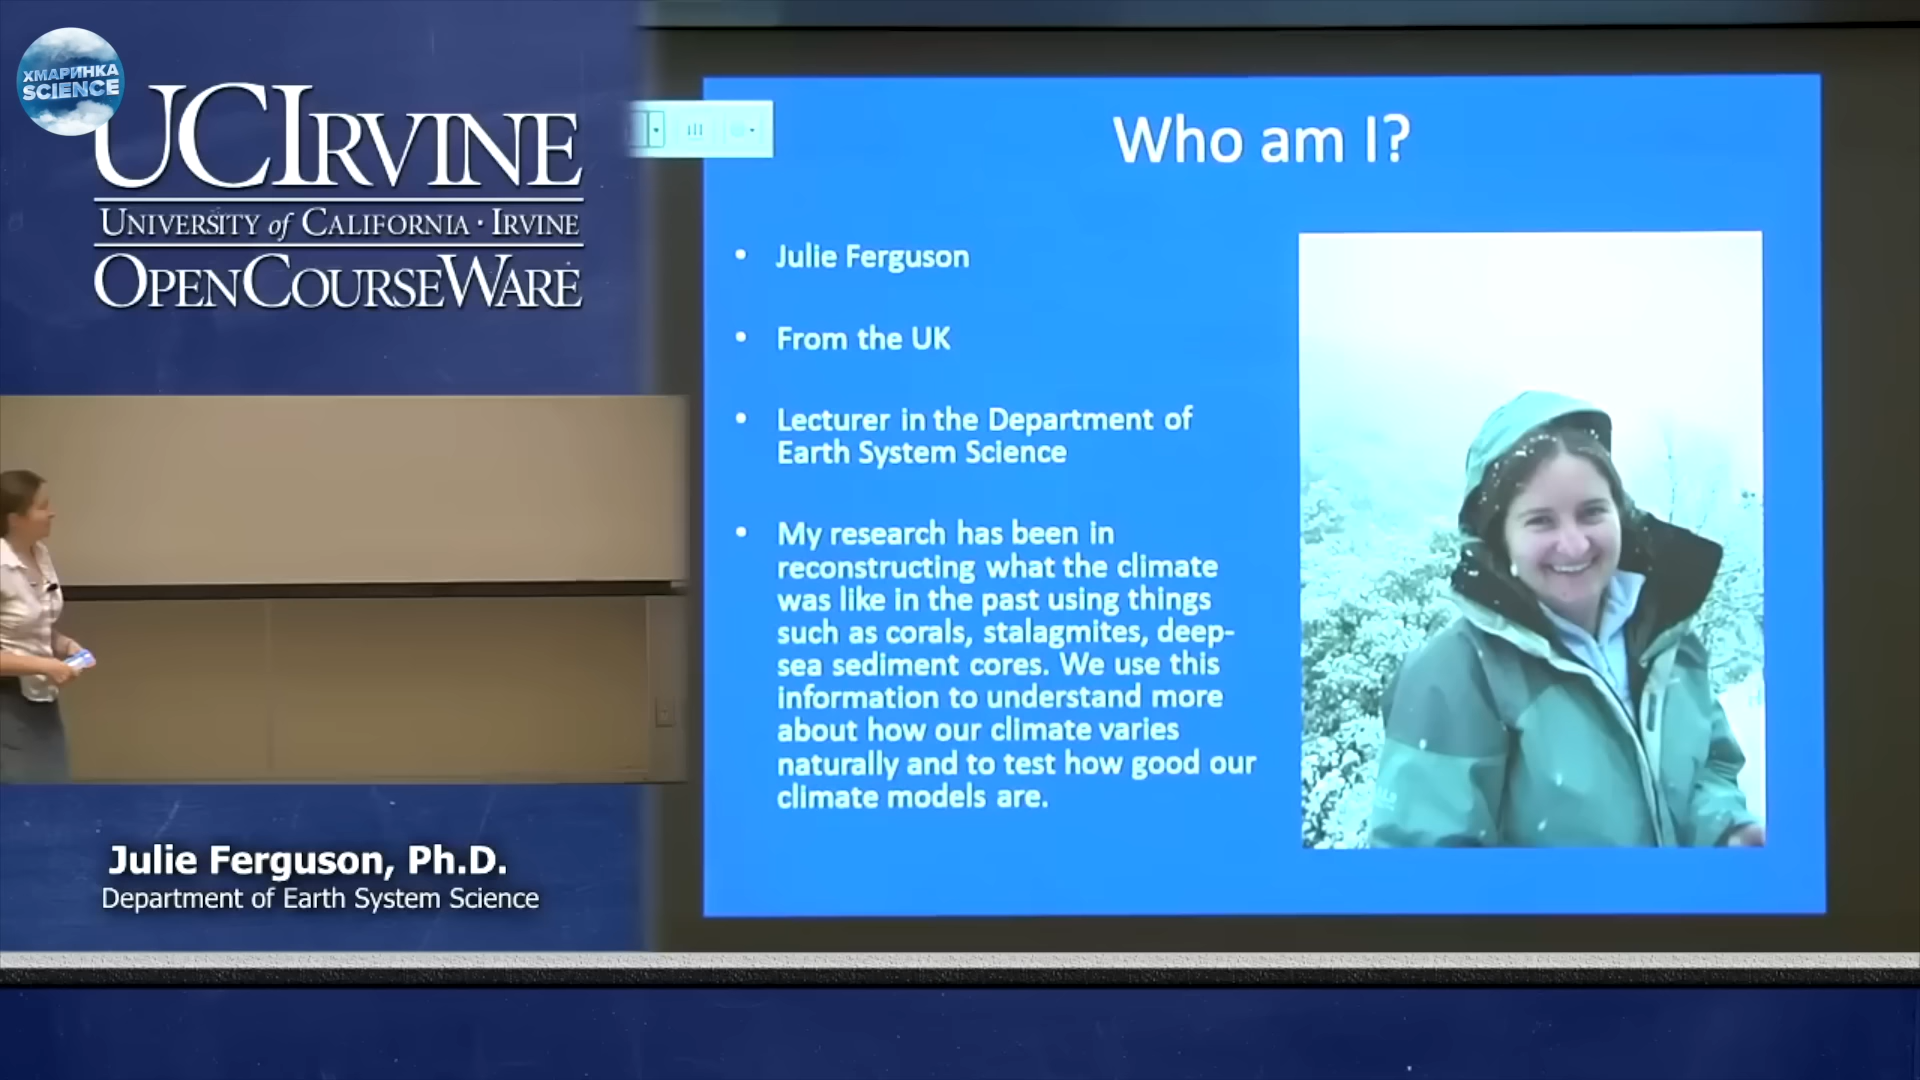 ХМАРИНКА
SCIENCE
UCIRVINE
UNIVERSITY of CALIFORNIA · IRVINE
OPENCOURSEWARE
Julie Ferguson, Ph.D.
Department of Earth System Science
Who am I?
• Julie Ferguson
• From the UK
• Lecturer in the Department of
Earth System Science
• My research has been in
reconstructing what the climate
was like in the past using things
such as corals, stalagmites, deep-
sea sediment cores. We use this
information to understand more
about how our climate varies
naturally and to test how good our
climate models are.